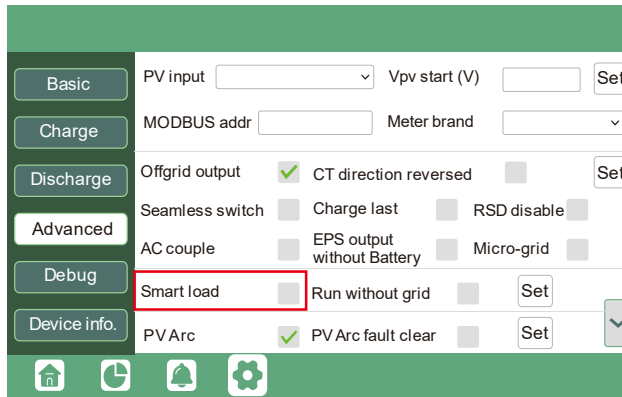 Basic
Charge
Discharge
Advanced
Debug
Device info.
PV input
Vpv start (V)
Set
MODBUS addr
Meter brand
Offgrid output
CT direction reversed
Set
Seamless switch
Charge last
RSD disable
AC couple
EPS output
without Battery
Micro-grid
Smart load
Run without grid
Set
PV Arc
PV Arc fault clear
Set